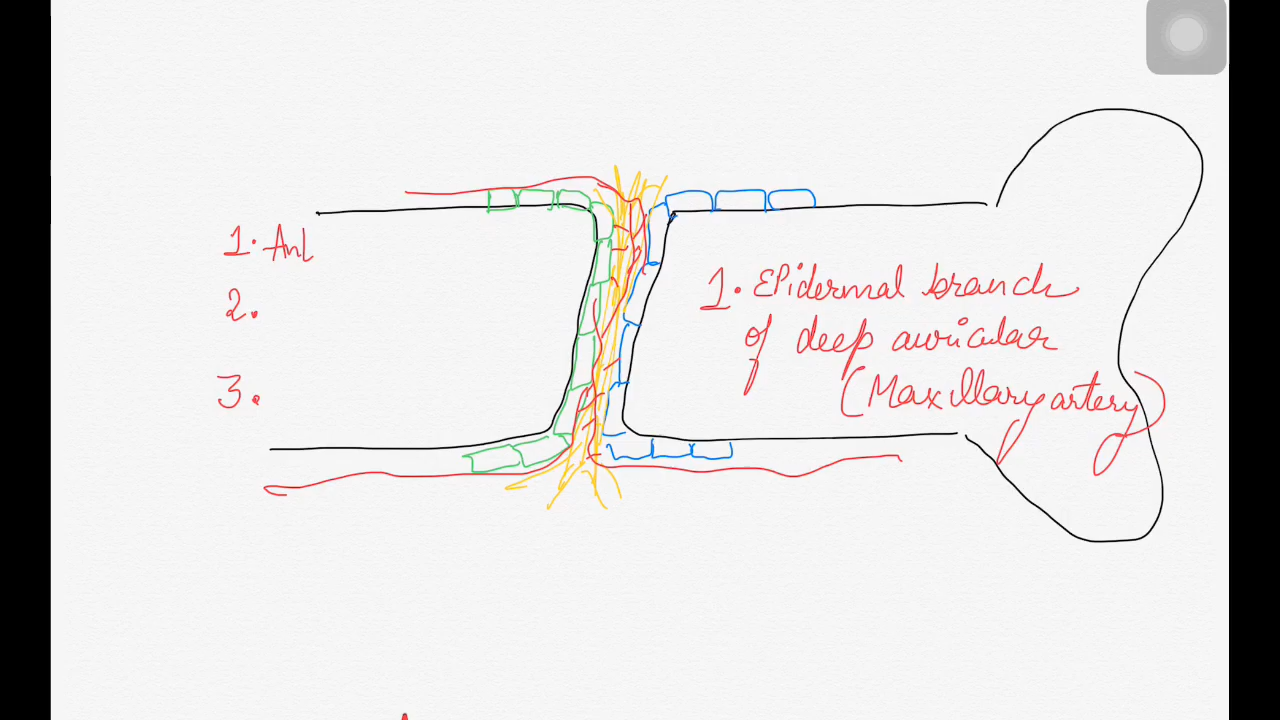 1. Ant
2.
3.
1. Epidermal branch
of deep auricular
(Maxillary artery)